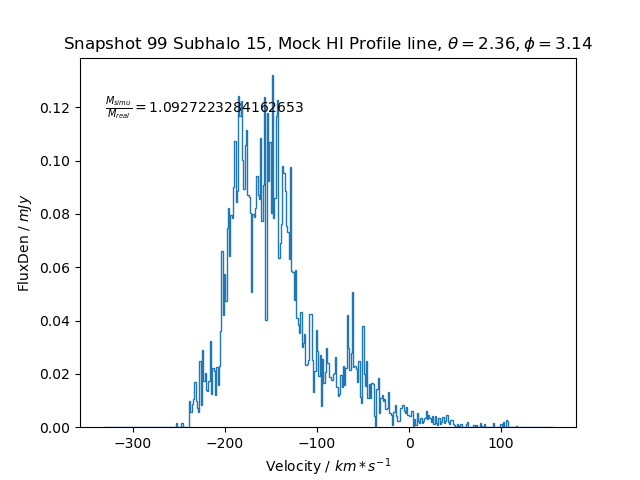 Snapshot 99 Subhalo 15, Mock HI Profile line, θ = 2.36, ϕ = 3.14
M_simu/M_real = 1.0927223284162653
0.12
0.10
0.08
0.06
0.04
0.02
0.00
FluxDen / mJy
−300 −200 −100 0 100
Velocity / km * s^−1